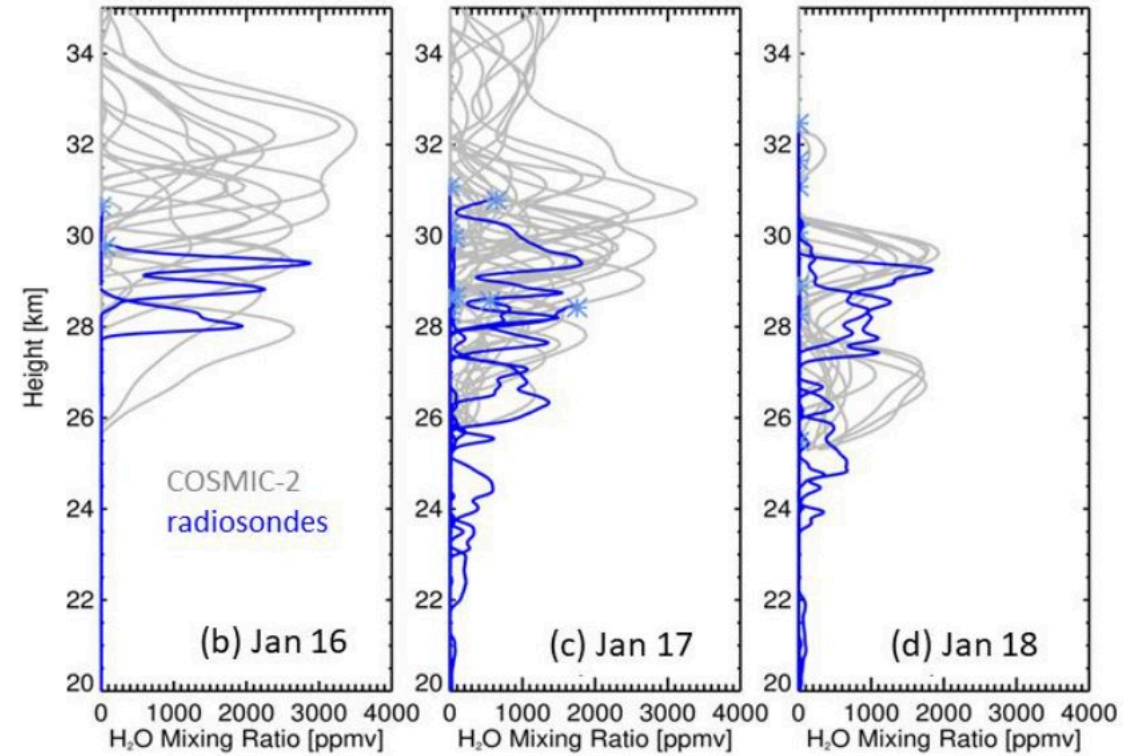 34
32
30
28
26
24
22
20
Height [km]
COSMIC-2
radiosondes
(b) Jan 16
0 1000 2000 3000 4000
H₂O Mixing Ratio [ppmv]
34
32
30
28
26
24
22
20
(c) Jan 17
0 1000 2000 3000 4000
H₂O Mixing Ratio [ppmv]
34
32
30
28
26
24
22
20
(d) Jan 18
0 1000 2000 3000 4000
H₂O Mixing Ratio [ppmv]